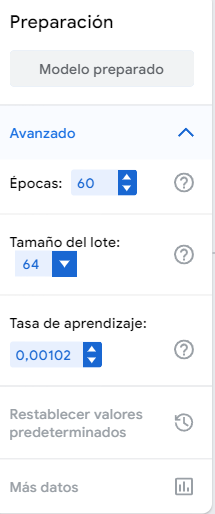 Preparación
Modelo preparado
Avanzado
Épocas: 60
Tamaño del lote:
64
Tasa de aprendizaje:
0,00102
Restablecer valores
predeterminados
Más datos